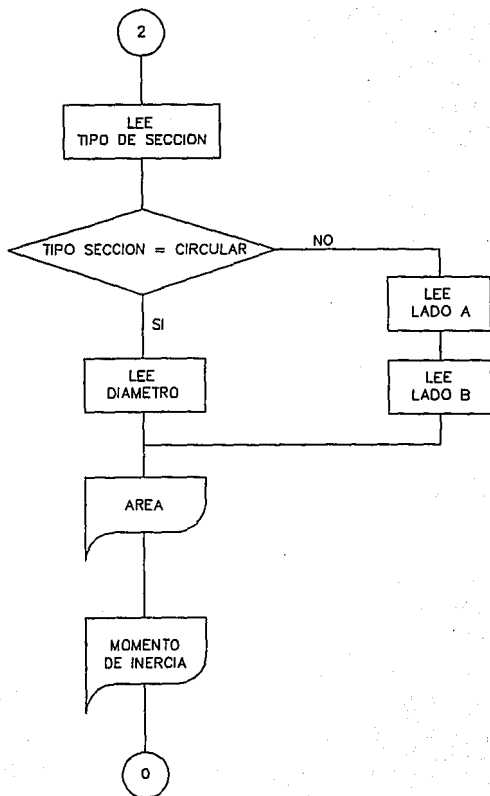 2
LEE
TIPO DE SECCION
TIPO SECCION = CIRCULAR
NO
LEE
LADO A
SI
LEE
DIAMETRO
LEE
LADO B
AREA
MOMENTO
DE INERCIA
0